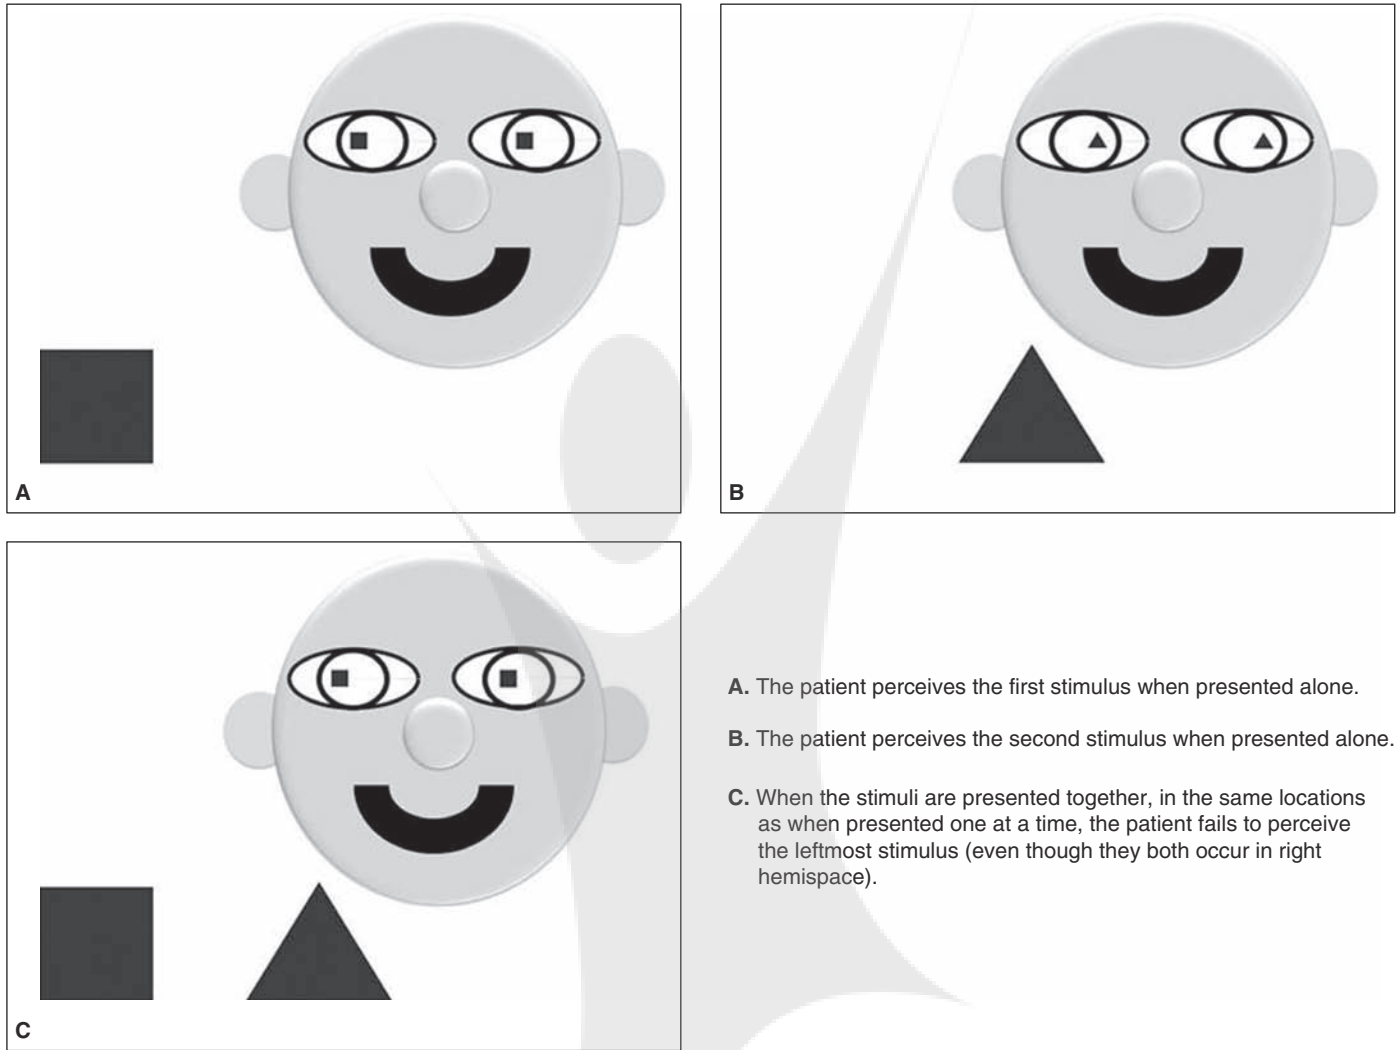 A
B
C
A. The patient perceives the first stimulus when presented alone.
B. The patient perceives the second stimulus when presented alone.
C. When the stimuli are presented together, in the same locations
as when presented one at a time, the patient fails to perceive
the leftmost stimulus (even though they both occur in right
hemispace).